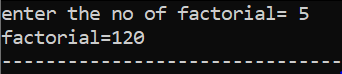 enter the no of factorial= 5
factorial=120
--------------------------------